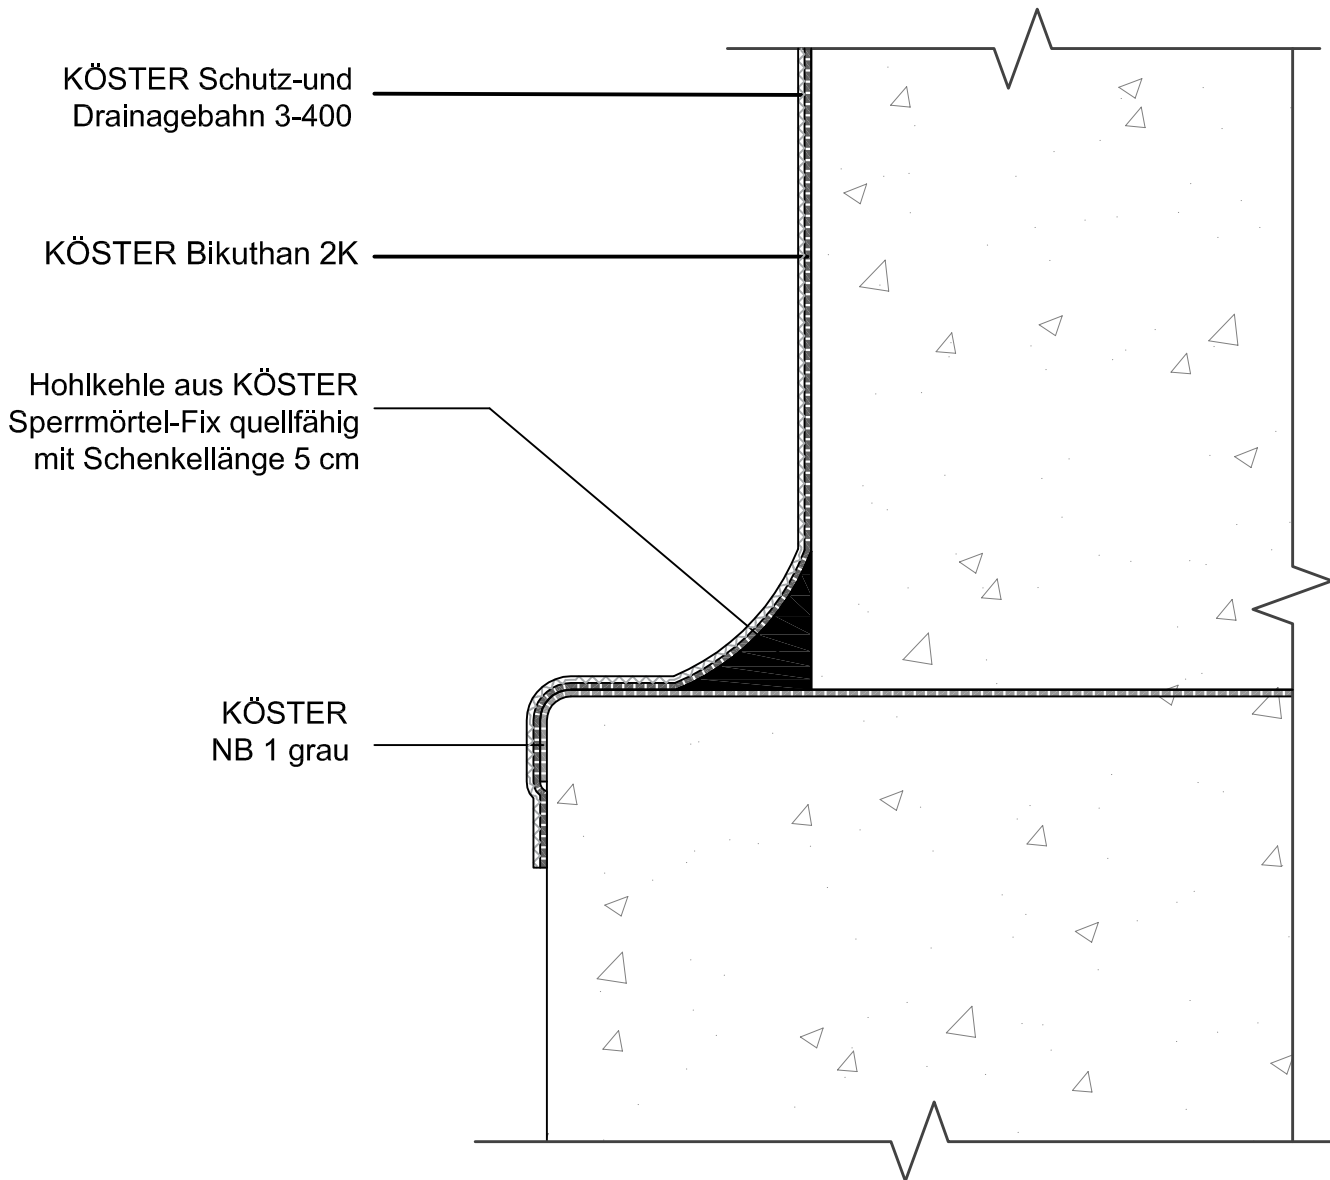 KÖSTER Schutz-und
Drainagebahn 3-400
KÖSTER Bikuthan 2K
Hohlkehle aus KÖSTER
Sperrmörtel-Fix quellfähig
mit Schenkellänge 5 cm
KÖSTER
NB 1 grau